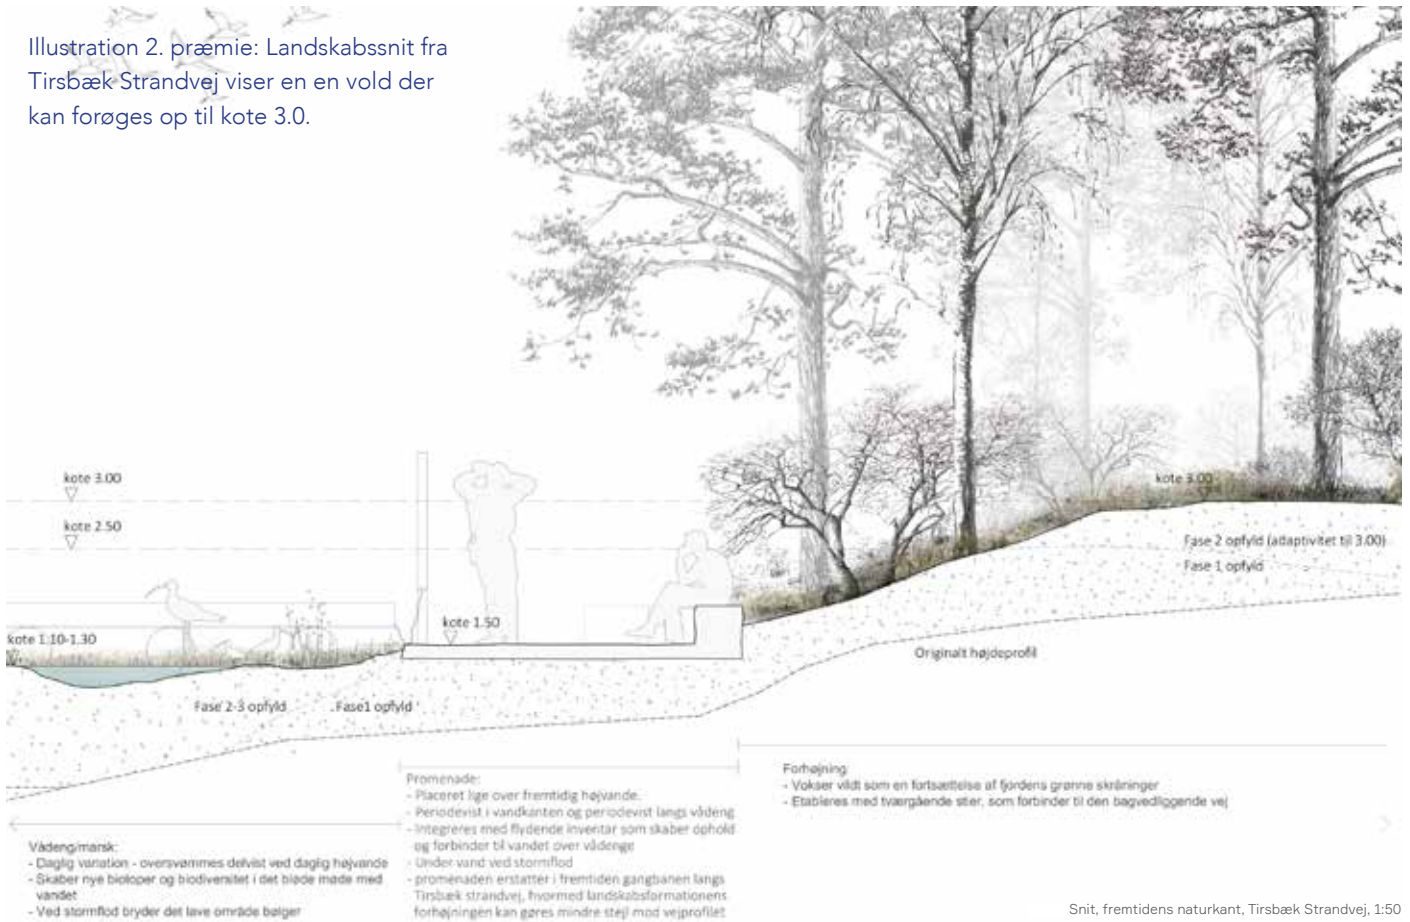 Illustration 2. præmie: Landskabssnit fra
Tirsbæk Strandvej viser en en vold der
kan forøges op til kote 3.0.
kote 3.00
kote 2.50
kote 1.10-1.30
kote 1.50
kote 3.00
Fase 2 opfyld (adaptivitet til 3.00)
Fase 1 opfyld
Originalt højdeprofil
Fase 2-3 opfyld
Fase1 opfyld
Vådeng/marsk:
- Daglig variation - oversvømmes delvist ved daglig højvande
- Skaber nye biotoper og biodiversitet i det bløde møde med
vandet
- Ved stormflod bryder det lave område bølger
Promenade:
- Placeret lige over fremtidig højvande.
- Periodevist i vandkanten og periodevist langs vådeng
- Integreres med flydende inventar som skaber ophold
og forbinder til vandet over vådenge
- Under vand ved stormflod
- promenaden erstatter i fremtiden gangbanen langs
Tirsbæk strandvej, hvormed landskabsformationens
forhøjningen kan gøres mindre stejl mod vejprofilet
Forhøjning:
- Vokser vildt som en fortsættelse af fjordens grønne skråninger
- Etableres med tværgående stier, som forbinder til den bagvedliggende vej
Snit, fremtidens naturkant, Tirsbæk Strandvej, 1:50